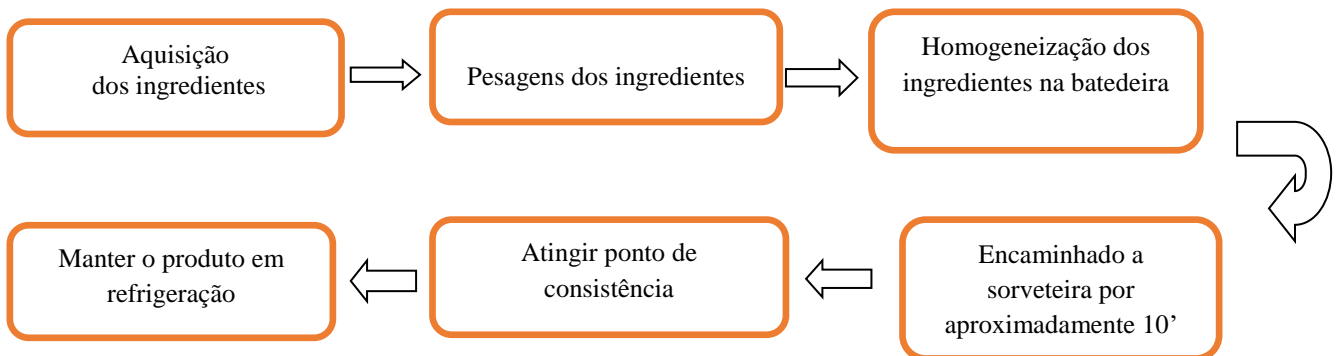 Aquisição
dos ingredientes
Pesagens dos ingredientes
Homogeneização dos
ingredientes na batedeira
Encaminhado a
sorveteira por
aproximadamente 10’
Atingir ponto de
consistência
Manter o produto em
refrigeração